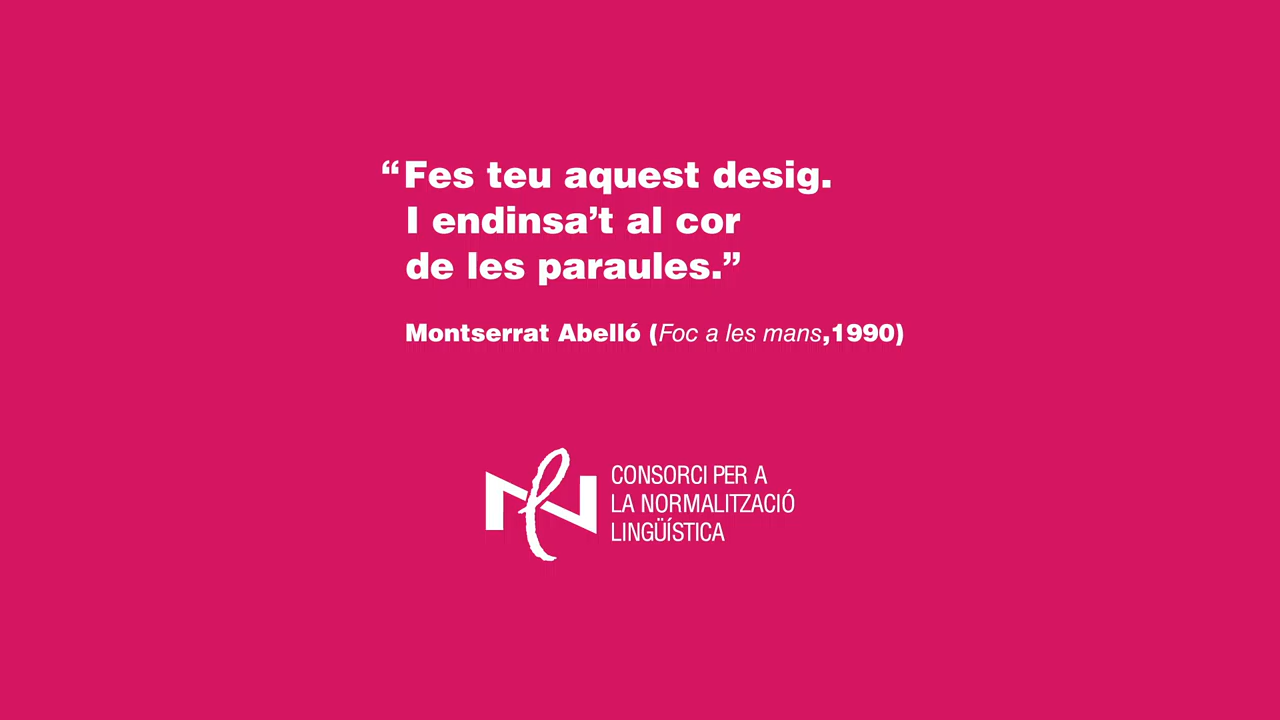 “Fes teu aquest desig.
I endinsa’t al cor
de les paraules.”
Montserrat Abelló (Foc a les mans,1990)
CONSORCI PER A
LA NORMALITZACIÓ
LINGÜÍSTICA